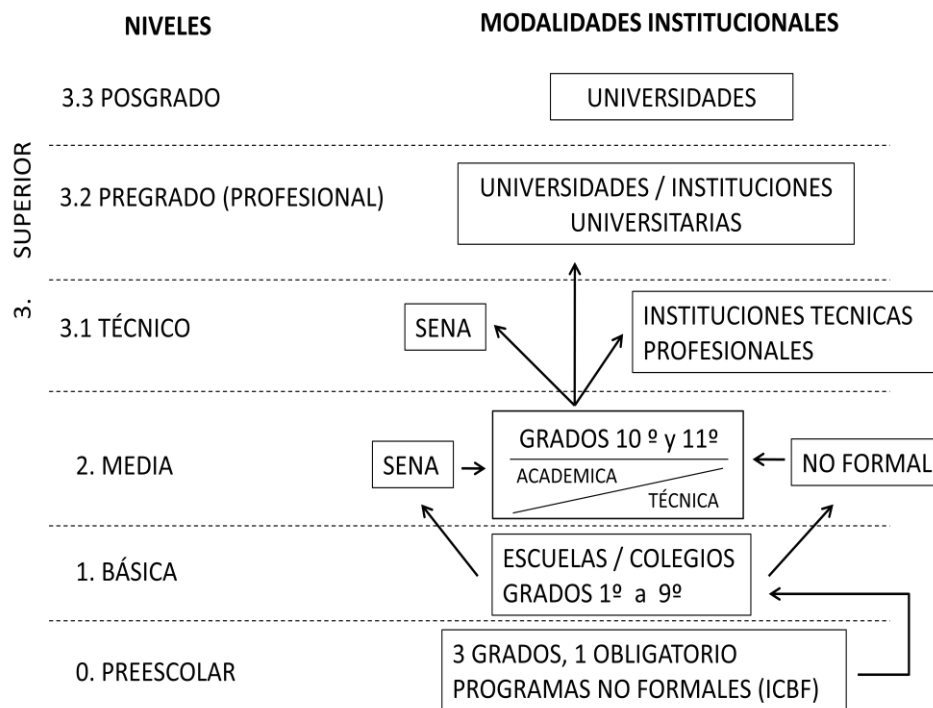 NIVELES
MODALIDADES INSTITUCIONALES
3. SUPERIOR
3.3 POSGRADO
UNIVERSIDADES
3.2 PREGRADO (PROFESIONAL)
UNIVERSIDADES / INSTITUCIONES
UNIVERSITARIAS
3.1 TÉCNICO
SENA
INSTITUCIONES TECNICAS
PROFESIONALES
2. MEDIA
SENA
GRADOS 10 º y 11º
ACADEMICA
TÉCNICA
NO FORMAL
1. BÁSICA
ESCUELAS / COLEGIOS
GRADOS 1º a 9º
0. PREESCOLAR
3 GRADOS, 1 OBLIGATORIO
PROGRAMAS NO FORMALES (ICBF)